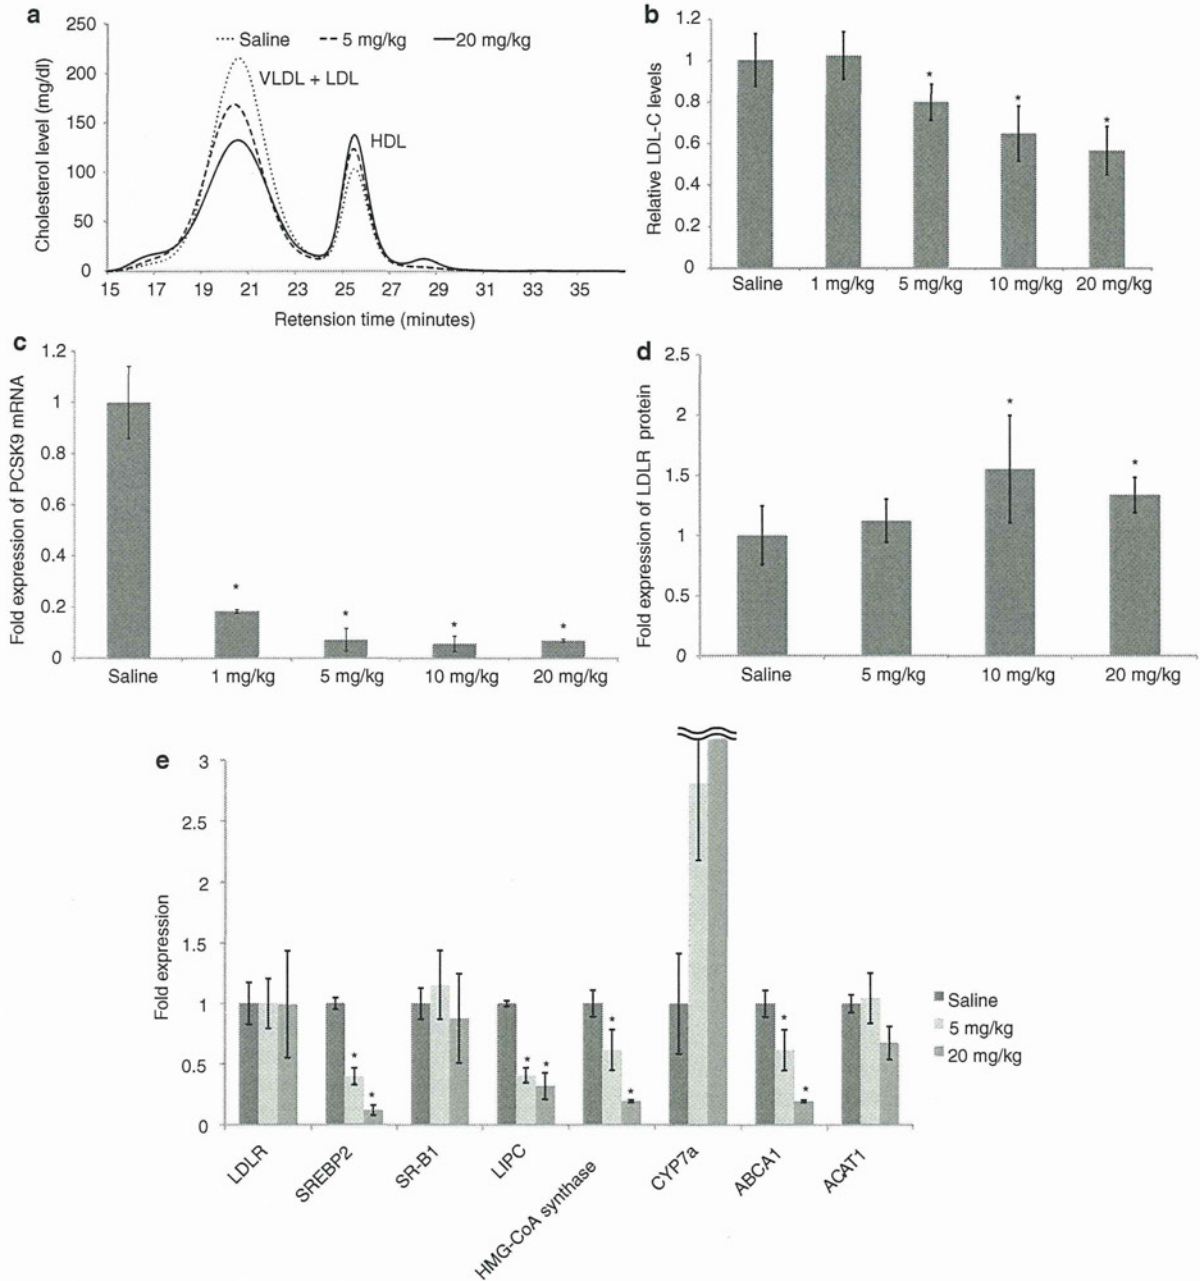 a
250
200
150
100
50
0
Cholesterol level (mg/dl)
Saline 5 mg/kg 20 mg/kg
VLDL + LDL
HDL
15 17 19 21 23 25 27 29 31 33 35
Retension time (minutes)
b
1.2
1
0.8
0.6
0.4
0.2
0
Relative LDL-C levels
* * *
Saline 1 mg/kg 5 mg/kg 10 mg/kg 20 mg/kg
c
1.2
1
0.8
0.6
0.4
0.2
0
Fold expression of PCSK9 mRNA
* * * *
Saline 1 mg/kg 5 mg/kg 10 mg/kg 20 mg/kg
d
2.5
2
1.5
1
0.5
0
Fold expression of LDLR protein
* *
Saline 5 mg/kg 10 mg/kg 20 mg/kg
e
3
2.5
2
1.5
1
0.5
0
Fold expression
* * * * * * * *
LDLR SREBP2 SR-B1 LIPC HMG-CoA synthase CYP7a ABCA1 ACAT1
Saline
5 mg/kg
20 mg/kg